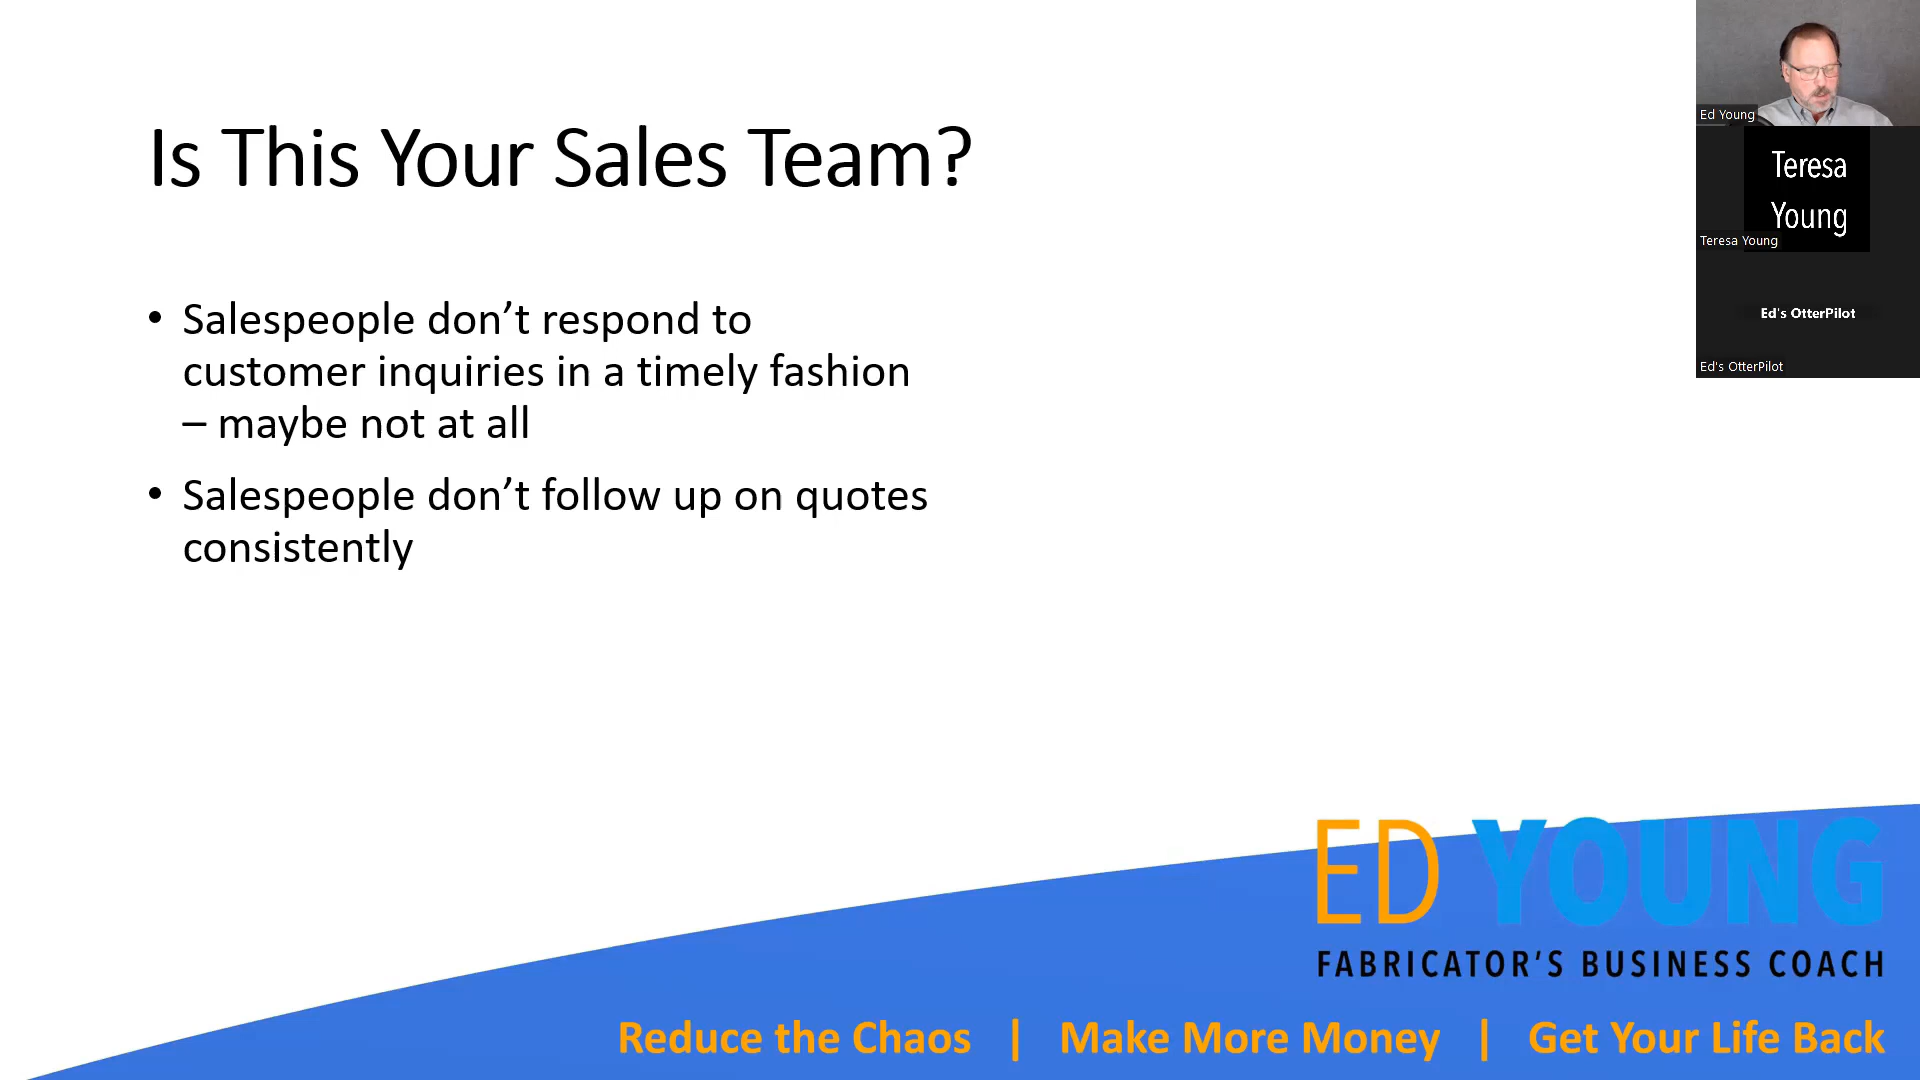 Is This Your Sales Team?
• Salespeople don’t respond to
customer inquiries in a timely fashion
– maybe not at all
• Salespeople don’t follow up on quotes
consistently
Ed Young
Teresa
Young
Teresa Young
Ed's OtterPilot
Ed's OtterPilot
ED YOUNG
FABRICATOR’S BUSINESS COACH
Reduce the Chaos | Make More Money | Get Your Life Back